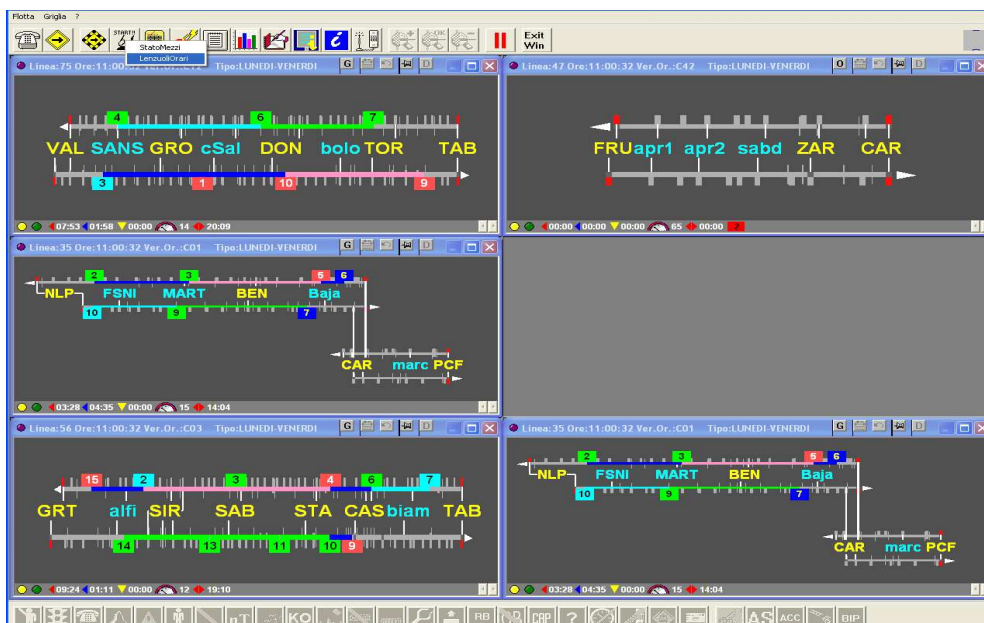 Flotta Griglia ?
START!!
OK
Exit
Win
StatoMezzi
LenzuoliOrari
Linea:75 Ore:11:00:32 Tipo:LUNEDI-VENERDI G D
4 6 7
VAL SANS GRO cSal DON bolo TOR TAB
3 1 10 9
07:53 01:58 00:00 14 20:09
Linea:47 Ore:11:00:32 Ver.Or.:C42 Tipo:LUNEDI-VENERDI O D
FRU apr1 apr2 sabd ZAR CAR
00:00 00:00 00:00 65 00:00 2
Linea:35 Ore:11:00:32 Ver.Or.:C01 Tipo:LUNEDI-VENERDI G D
2 3 5 6
NLP FSNI MART BEN Baja
10 9 7
CAR marc PCF
03:28 04:35 00:00 15 14:04
Linea:56 Ore:11:00:32 Ver.Or.:C03 Tipo:LUNEDI-VENERDI G D
15 2 3 4 6 7
GRT alfi SIR SAB STA CAS biam TAB
14 13 11 10 9
09:24 01:11 00:00 12 19:10
Linea:35 Ore:11:00:32 Ver.Or.:C01 Tipo:LUNEDI-VENERDI G D
2 3 5 6
NLP FSNI MART BEN Baja
10 9 7
CAR marc PCF
03:28 04:35 00:00 15 14:04
nT KO RB CAP ? AS ACC BIP